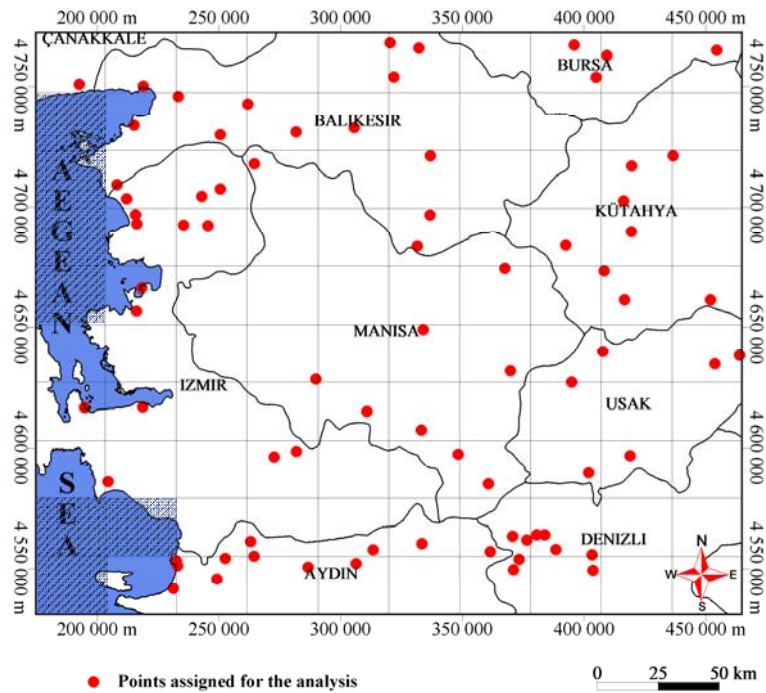 200 000 m 250 000 m 300 000 m 350 000 m 400 000 m 450 000 m
ÇANAKKALE
BURSA
4 750 000 m
4 750 000 m
BALIKESIR
4 700 000 m
4 700 000 m
KÜTAHYA
AEGEAN
4 650 000 m
4 650 000 m
MANISA
IZMIR
USAK
4 600 000 m
4 600 000 m
SEA
4 550 000 m
4 550 000 m
DENIZLI
AYDIN
N
W E
S
200 000 m 250 000 m 300 000 m 350 000 m 400 000 m 450 000 m
Points assigned for the analysis
0 25 50 km